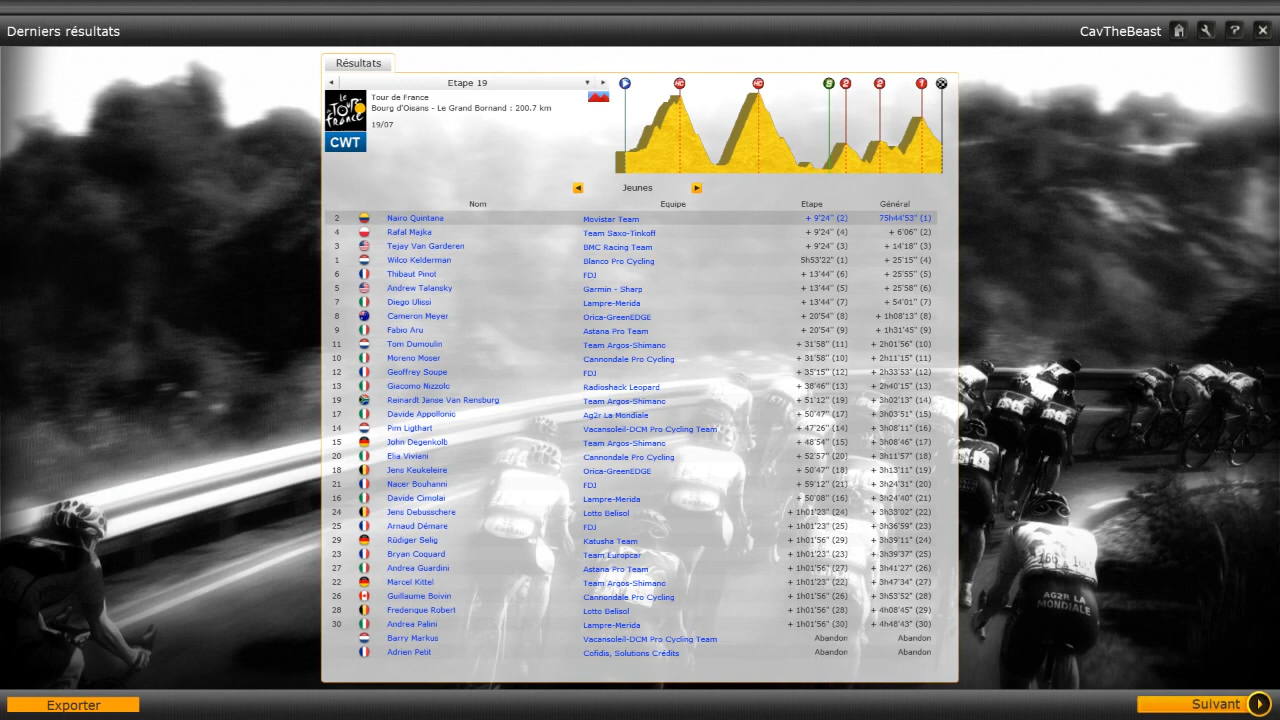 Derniers résultats
CavTheBeast
Résultats
Etape 19
Tour de France
Bourg d'Oisans - Le Grand Bornand : 200.7 km
19/07
le TOUR de france
CWT
HC HC S 2 2 1
Jeunes
Nom Equipe Etape Général
2 Nairo Quintana Movistar Team + 9'24'' (2) 75h44'53'' (1)
4 Rafal Majka Team Saxo-Tinkoff + 9'24'' (4) + 6'06'' (2)
3 Tejay Van Garderen BMC Racing Team + 9'24'' (3) + 14'18'' (3)
1 Wilco Kelderman Blanco Pro Cycling 5h53'22'' (1) + 25'15'' (4)
6 Thibaut Pinot FDJ + 13'44'' (6) + 25'55'' (5)
5 Andrew Talansky Garmin - Sharp + 13'44'' (5) + 25'58'' (6)
7 Diego Ulissi Lampre-Merida + 13'44'' (7) + 54'01'' (7)
8 Cameron Meyer Orica-GreenEDGE + 20'54'' (8) + 1h08'13'' (8)
9 Fabio Aru Astana Pro Team + 20'54'' (9) + 1h31'45'' (9)
11 Tom Dumoulin Team Argos-Shimano + 31'58'' (11) + 2h01'56'' (10)
10 Moreno Moser Cannondale Pro Cycling + 31'58'' (10) + 2h11'15'' (11)
12 Geoffrey Soupe FDJ + 35'15'' (12) + 2h33'53'' (12)
13 Giacomo Nizzolo Radioshack Leopard + 38'46'' (13) + 2h40'15'' (13)
19 Reinardt Janse Van Rensburg Team Argos-Shimano + 51'12'' (19) + 3h02'13'' (14)
17 Davide Appollonio Ag2r La Mondiale + 50'47'' (17) + 3h03'51'' (15)
14 Pim Ligthart Vacansoleil-DCM Pro Cycling Team + 47'26'' (14) + 3h08'11'' (16)
15 John Degenkolb Team Argos-Shimano + 48'54'' (15) + 3h08'46'' (17)
20 Elia Viviani Cannondale Pro Cycling + 52'57'' (20) + 3h11'57'' (18)
18 Jens Keukeleire Orica-GreenEDGE + 50'47'' (18) + 3h13'11'' (19)
21 Nacer Bouhanni FDJ + 59'12'' (21) + 3h24'31'' (20)
16 Davide Cimolai Lampre-Merida + 50'08'' (16) + 3h24'40'' (21)
24 Jens Debusschere Lotto Belisol + 1h01'23'' (24) + 3h33'02'' (22)
25 Arnaud Démare FDJ + 1h01'23'' (25) + 3h36'59'' (23)
29 Rüdiger Selig Katusha Team + 1h01'56'' (29) + 3h39'11'' (24)
23 Bryan Coquard Team Europcar + 1h01'23'' (23) + 3h39'37'' (25)
27 Andrea Guardini Astana Pro Team + 1h01'56'' (27) + 3h41'27'' (26)
22 Marcel Kittel Team Argos-Shimano + 1h01'23'' (22) + 3h47'34'' (27)
26 Guillaume Boivin Cannondale Pro Cycling + 1h01'56'' (26) + 3h53'52'' (28)
28 Frederique Robert Lotto Belisol + 1h01'56'' (28) + 4h08'45'' (29)
30 Andrea Palini Lampre-Merida + 1h01'56'' (30) + 4h48'43'' (30)
Barry Markus Vacansoleil-DCM Pro Cycling Team Abandon Abandon
Adrien Petit Cofidis, Solutions Crédits Abandon Abandon
AG2R LA MONDIALE
Exporter
Suivant